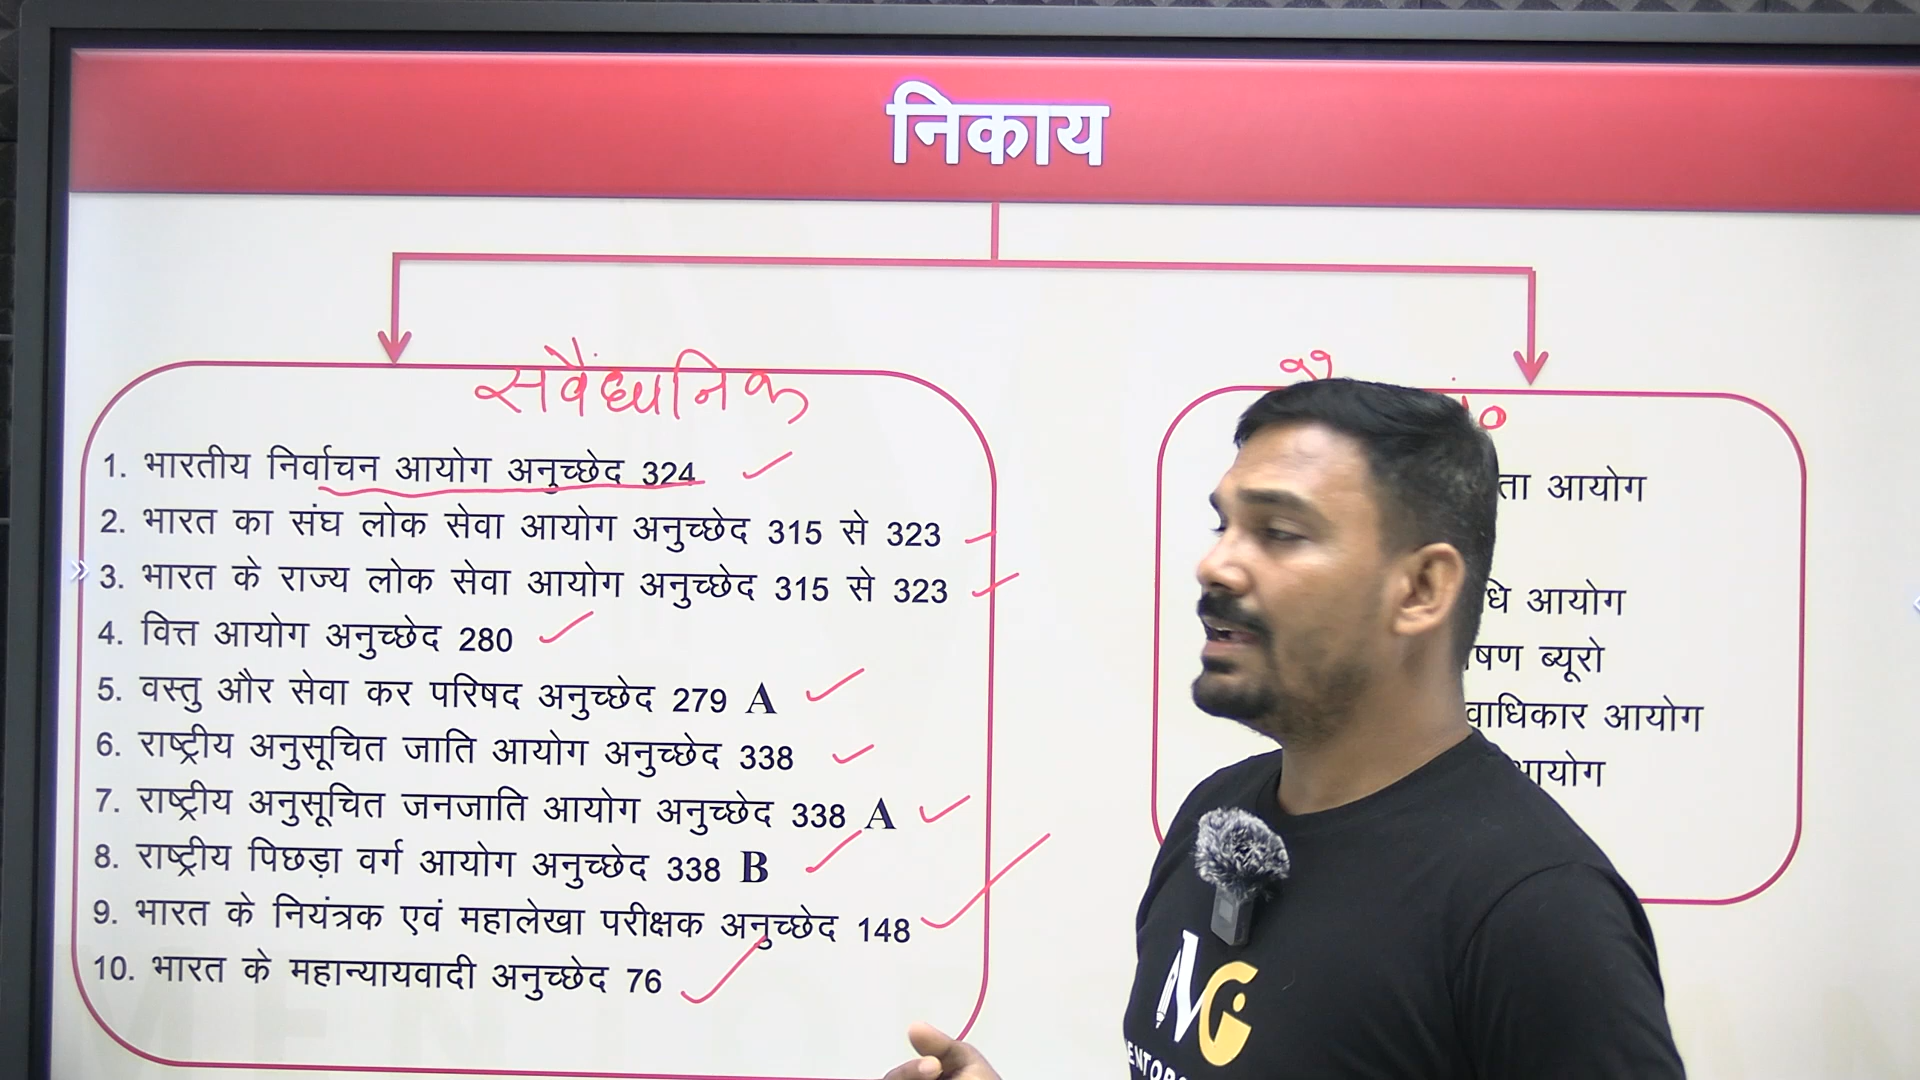 निकाय
सवैंधानिक
1. भारतीय निर्वाचन आयोग अनुच्छेद 324
2. भारत का संघ लोक सेवा आयोग अनुच्छेद 315 से 323
3. भारत के राज्य लोक सेवा आयोग अनुच्छेद 315 से 323
4. वित्त आयोग अनुच्छेद 280
5. वस्तु और सेवा कर परिषद अनुच्छेद 279 A
6. राष्ट्रीय अनुसूचित जाति आयोग अनुच्छेद 338
7. राष्ट्रीय अनुसूचित जनजाति आयोग अनुच्छेद 338 A
8. राष्ट्रीय पिछड़ा वर्ग आयोग अनुच्छेद 338 B
9. भारत के नियंत्रक एवं महालेखा परीक्षक अनुच्छेद 148
10. भारत के महान्यायवादी अनुच्छेद 76
आयोग
आयोग
ब्यूरो
आयोग
आयोग
MG